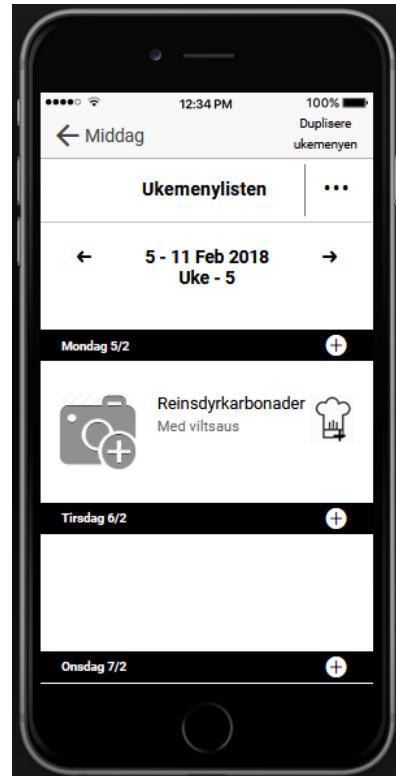 12:34 PM
100%
← Middag
Duplisere
ukemenyen
Ukemenylisten
...
← 5 - 11 Feb 2018 →
Uke - 5
Mondag 5/2
Reinsdyrkarbonader
Med viltsaus
Tirsdag 6/2
Onsdag 7/2